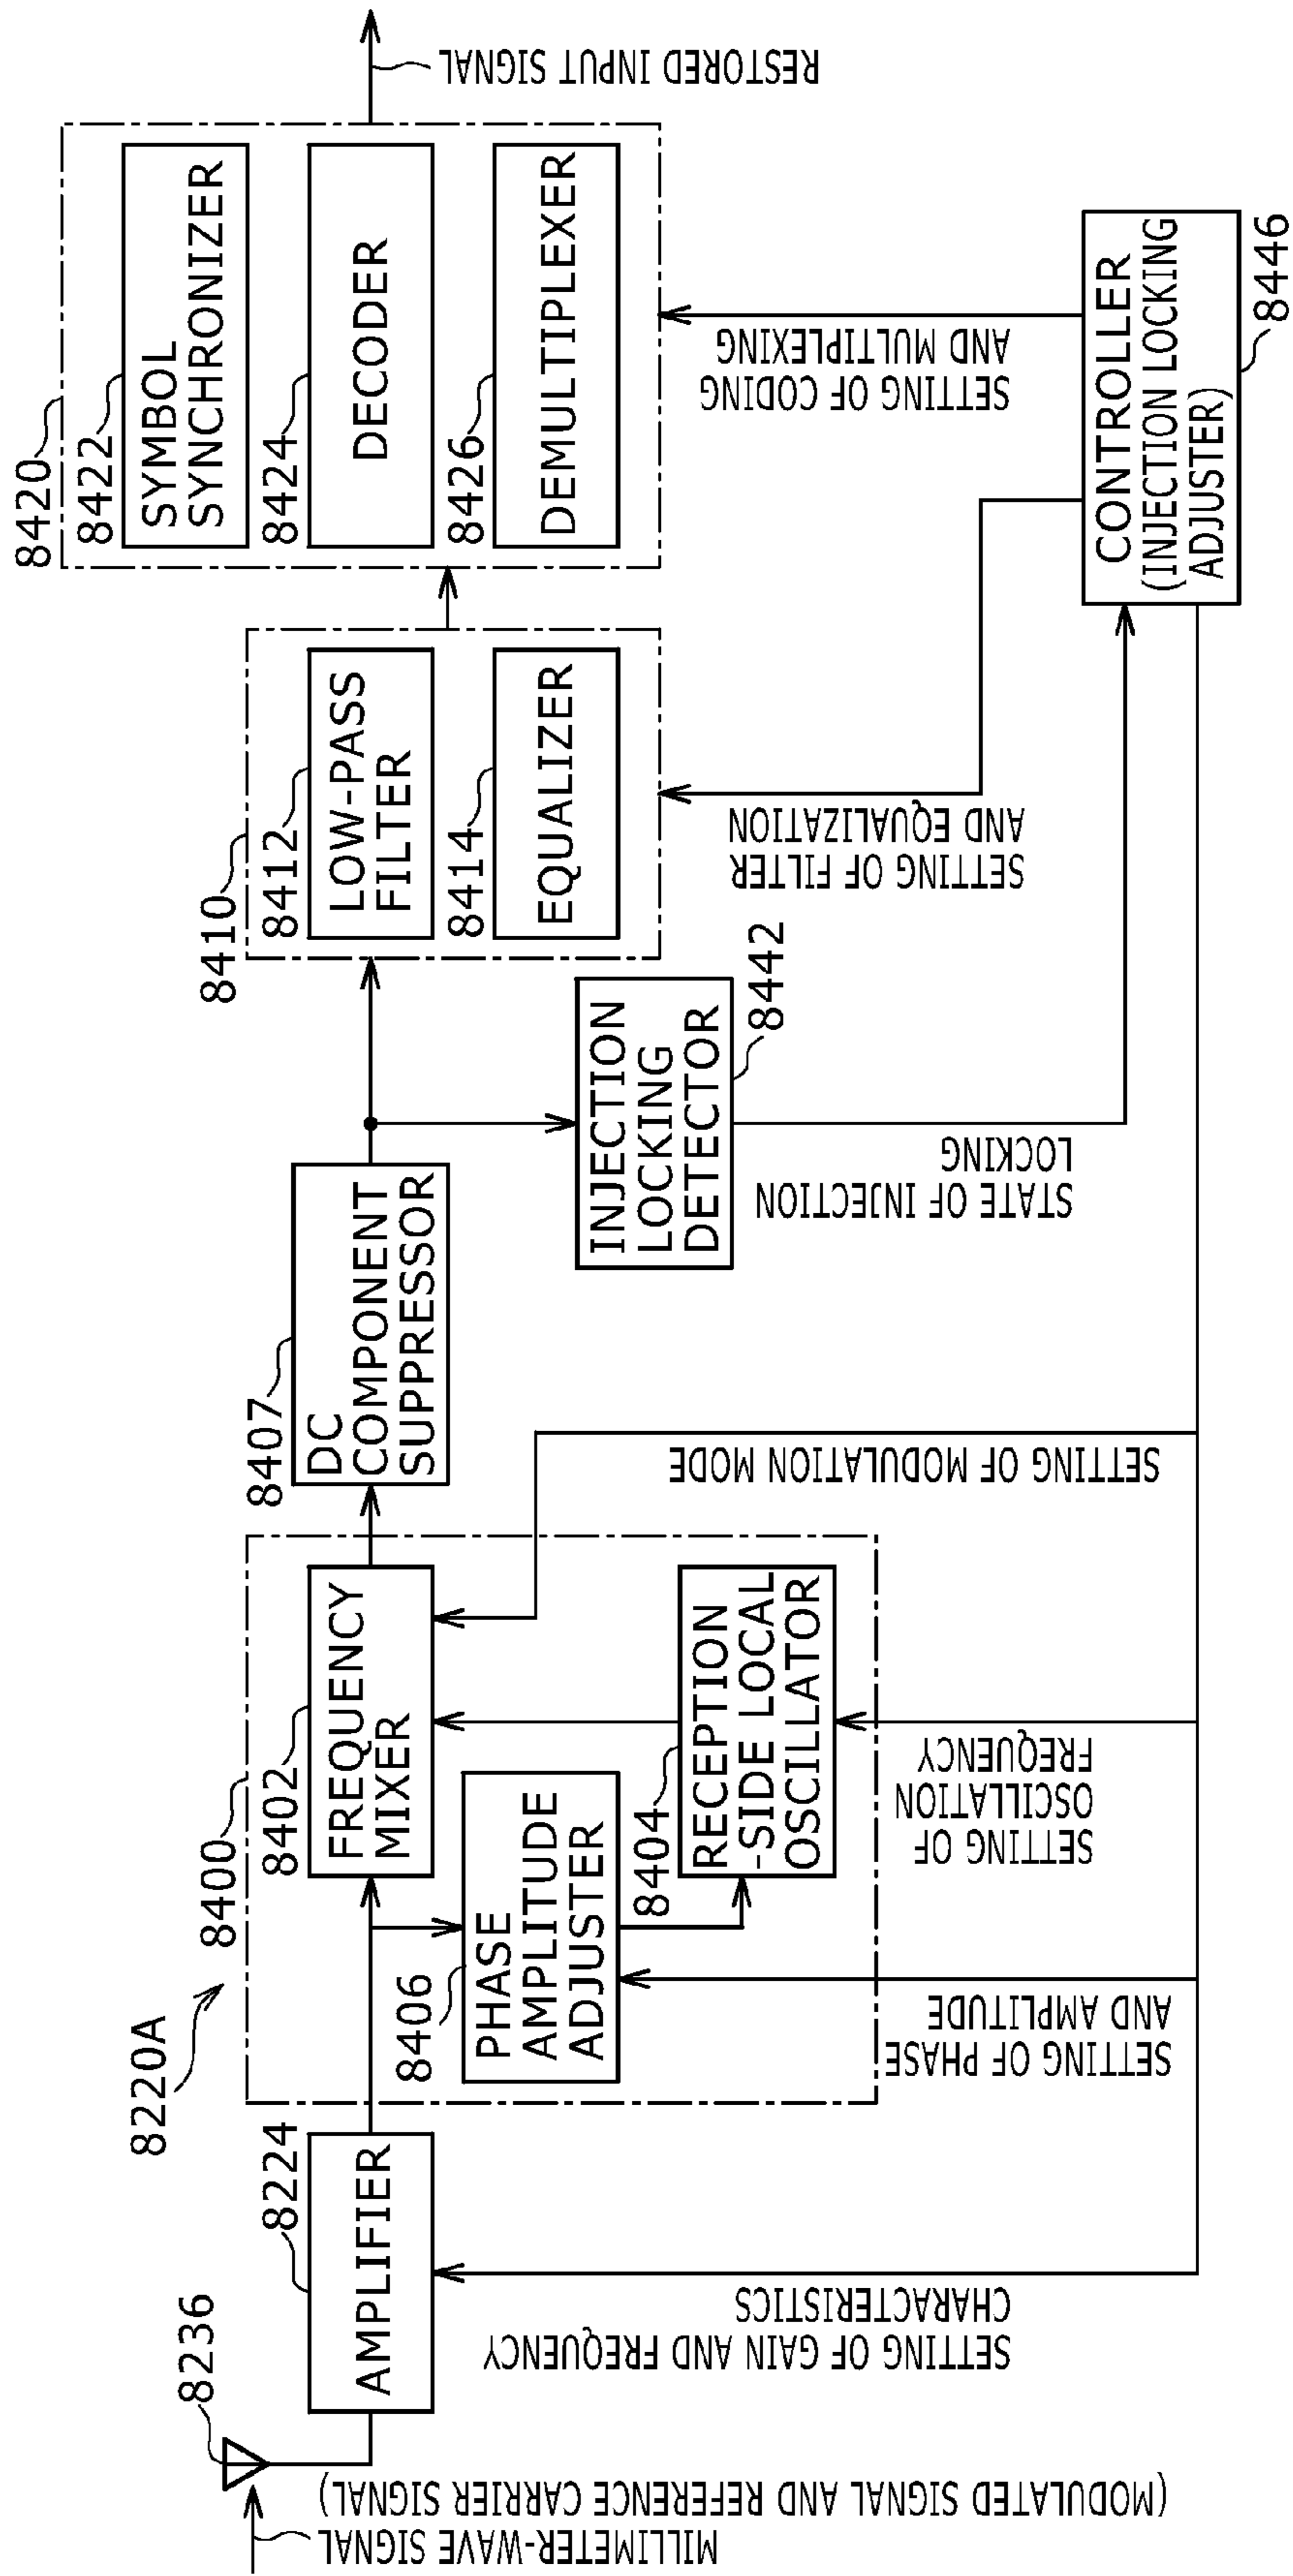 8236
MILLIMETER-WAVE SIGNAL
(MODULATED SIGNAL AND REFERENCE CARRIER SIGNAL)
8220A
8224
AMPLIFIER
SETTING OF GAIN AND FREQUENCY
CHARACTERISTICS
8400
8402
FREQUENCY
MIXER
8406
PHASE
AMPLITUDE
ADJUSTER
8404
RECEPTION
-SIDE LOCAL
OSCILLATOR
SETTING OF PHASE
AND AMPLITUDE
SETTING OF
OSCILLATION
FREQUENCY
SETTING OF MODULATION MODE
8407
DC
COMPONENT
SUPPRESSOR
INJECTION
LOCKING
DETECTOR
8442
STATE OF INJECTION
LOCKING
8410
8412
LOW-PASS
FILTER
8414
EQUALIZER
SETTING OF FILTER
AND EQUALIZATION
8420
8422
SYMBOL
SYNCHRONIZER
8424
DECODER
8426
DEMULTIPLEXER
SETTING OF CODING
AND MULTIPLEXING
RESTORED INPUT SIGNAL
CONTROLLER
(INJECTION LOCKING
ADJUSTER)
8446